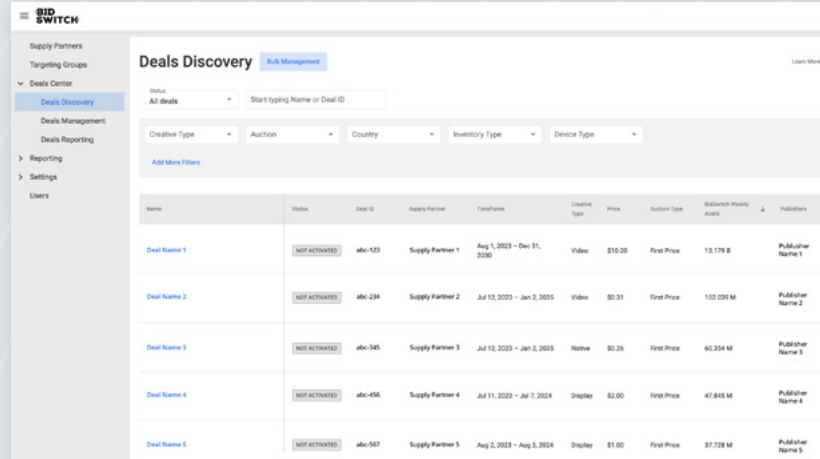 BID
SWITCH
Supply Partners
Targeting Groups
Deals Center
Deals Discovery
Deals Management
Deals Reporting
Reporting
Settings
Users
Deals Discovery
Bulk Management
Learn More
Status
All deals
Start typing Name or Deal ID
Creative Type
Auction
Country
Inventory Type
Device Type
Add More Filters
Name Status Deal ID Supply Partner Timeframe Creative Type Price Auction Type BidSwitch Weekly Avails Publishers
Deal Name 1 NOT ACTIVATED abc-123 Supply Partner 1 Aug 1, 2023 – Dec 31, 2030 Video $10.00 First Price 13.179 B Publusher Name 1
Deal Name 2 NOT ACTIVATED abc-234 Supply Partner 2 Jul 12, 2023 – Jan 2, 2035 Video $0.31 First Price 102.039 M Publisher Name 2
Deal Name 3 NOT ACTIVATED abc-345 Supply Partner 3 Jul 12, 2023 – Jan 2, 2035 Native $0.26 First Price 60.354 M Publisher Name 3
Deal Name 4 NOT ACTIVATED abc-456 Supply Partner 4 Jul 11, 2023 – Jul 7, 2024 Display $2.00 First Price 47.845 M Publisher Name 4
Deal Name 5 NOT ACTIVATED abc-567 Supply Partner 5 Aug 2, 2023 – Aug 3, 2024 Display $1.00 First Price 37.728 M Publisher Name 5